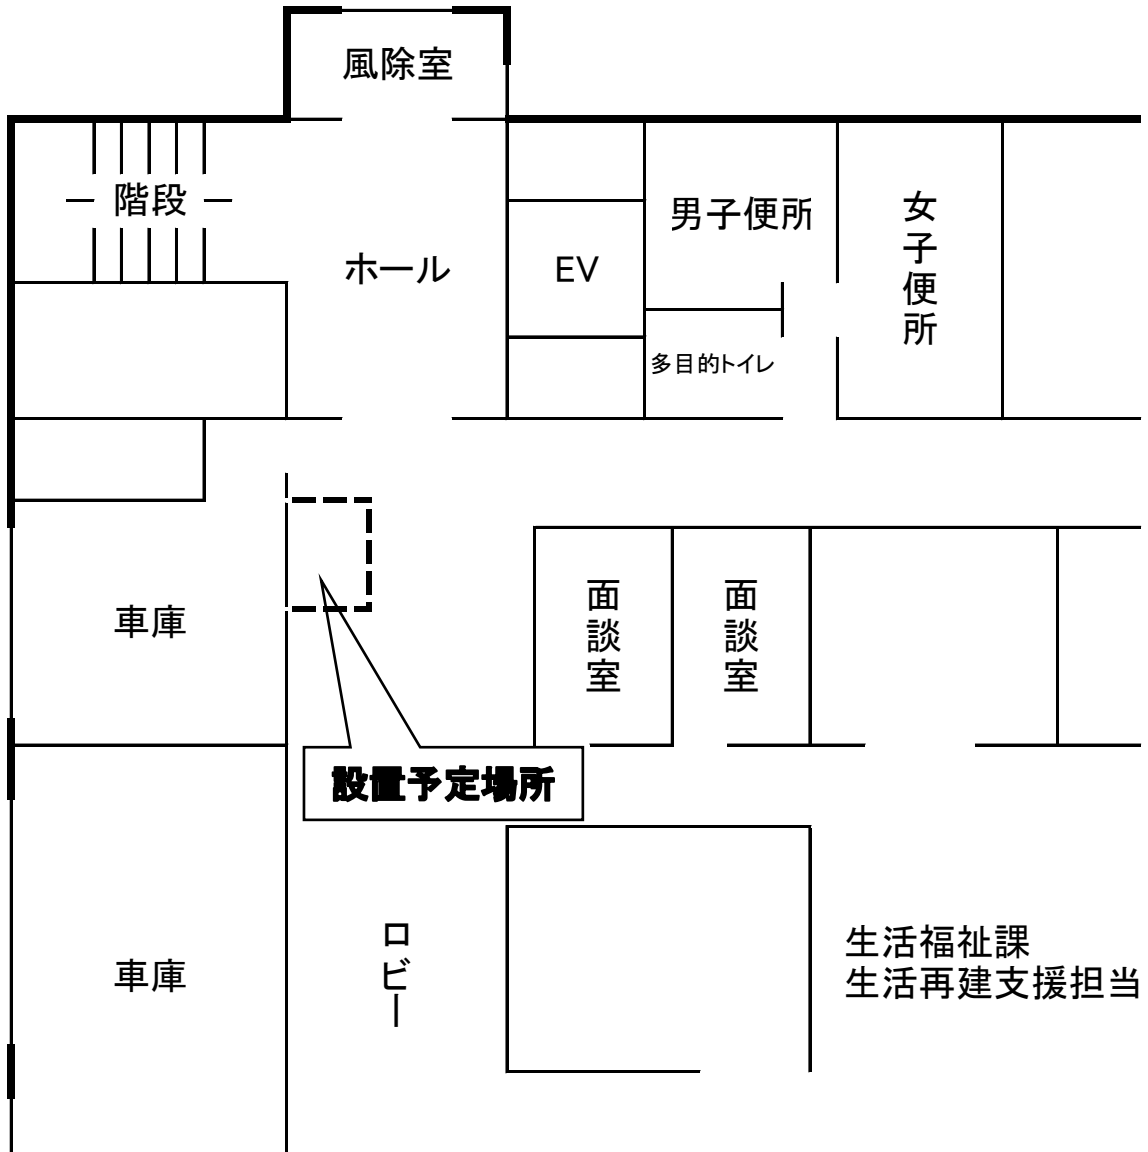 風除室
階段
ホール
EV
男子便所
女子便所
多目的トイレ
車庫
面談室
面談室
設置予定場所
車庫
ロビー
生活福祉課
生活再建支援担当